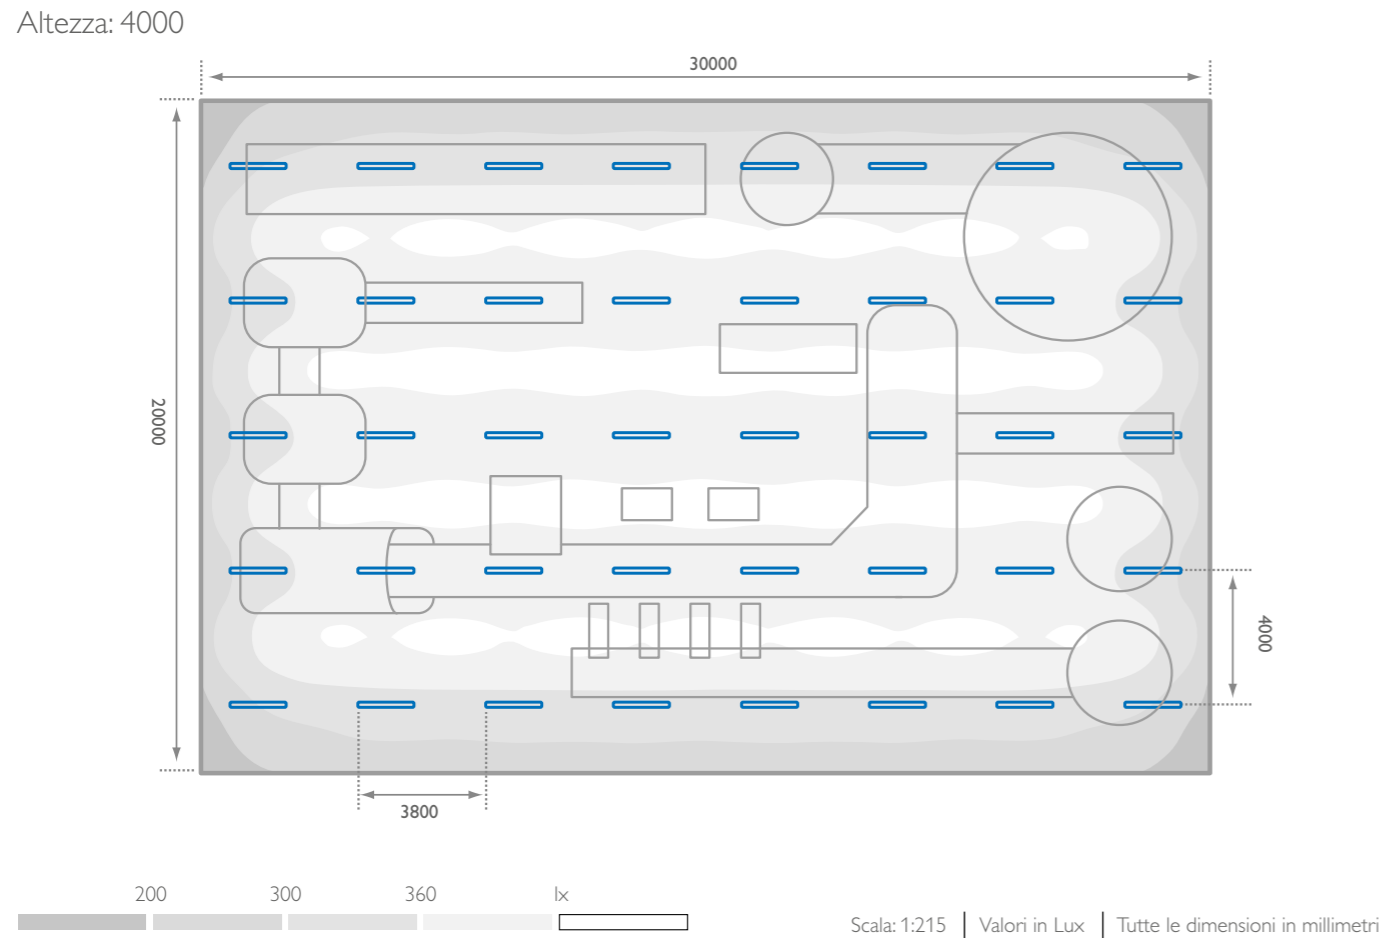 Altezza: 4000
30000
20000
4000
3800
200 300 360 lx
Scala: 1:215 | Valori in Lux | Tutte le dimensioni in millimetri